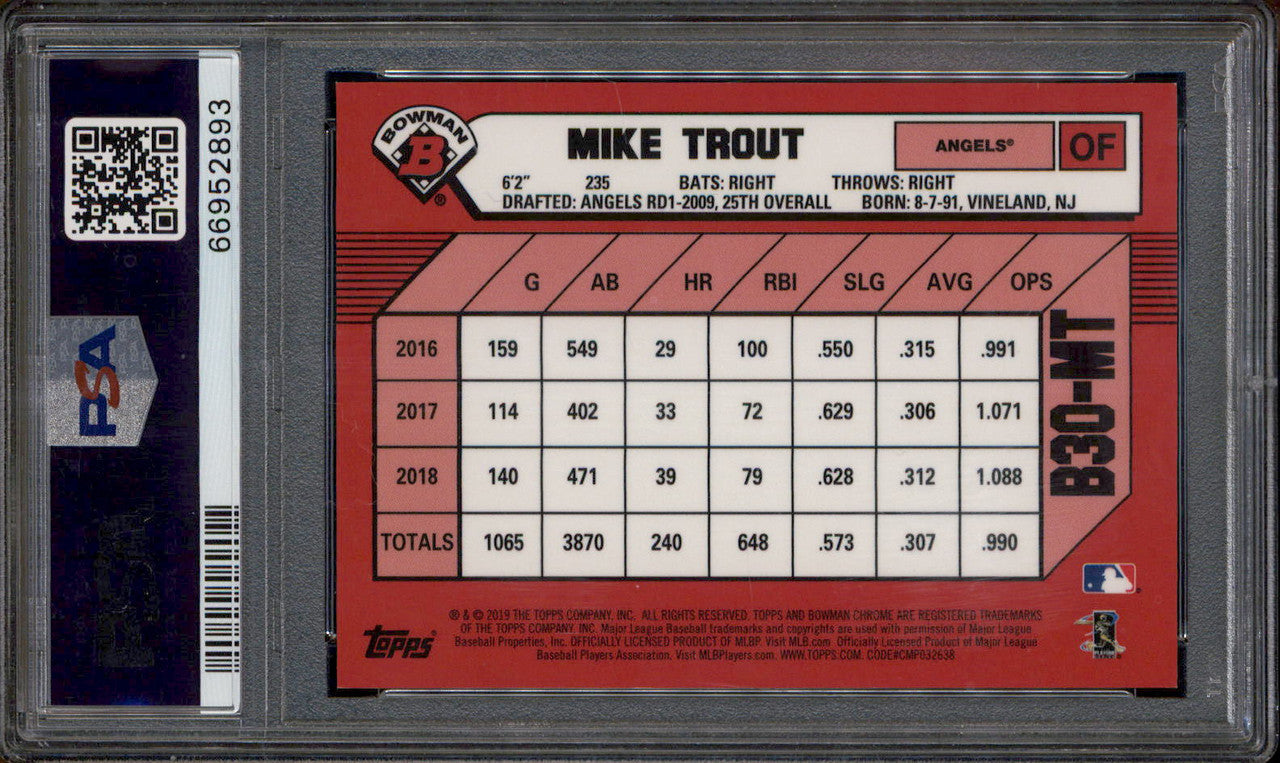 66952893
PSA
BOWMAN
B®
MIKE TROUT
ANGELS®
OF
6'2" 235 BATS: RIGHT THROWS: RIGHT
DRAFTED: ANGELS RD1-2009, 25TH OVERALL BORN: 8-7-91, VINELAND, NJ
G AB HR RBI SLG AVG OPS
2016 159 549 29 100 .550 .315 .991
2017 114 402 33 72 .629 .306 1.071
2018 140 471 39 79 .628 .312 1.088
TOTALS 1065 3870 240 648 .573 .307 .990
B30-MT
Topps®
® & © 2019 THE TOPPS COMPANY, INC. ALL RIGHTS RESERVED. TOPPS AND BOWMAN CHROME ARE REGISTERED TRADEMARKS
OF THE TOPPS COMPANY, INC. Major League Baseball trademarks and copyrights are used with permission of Major League
Baseball Properties, Inc. OFFICIALLY LICENSED PRODUCT OF MLBP Visit MLB.com. Officially Licensed Product of Major League
Baseball Players Association. Visit MLBPlayers.com. WWW.TOPPS.COM. CODE#CMP032638